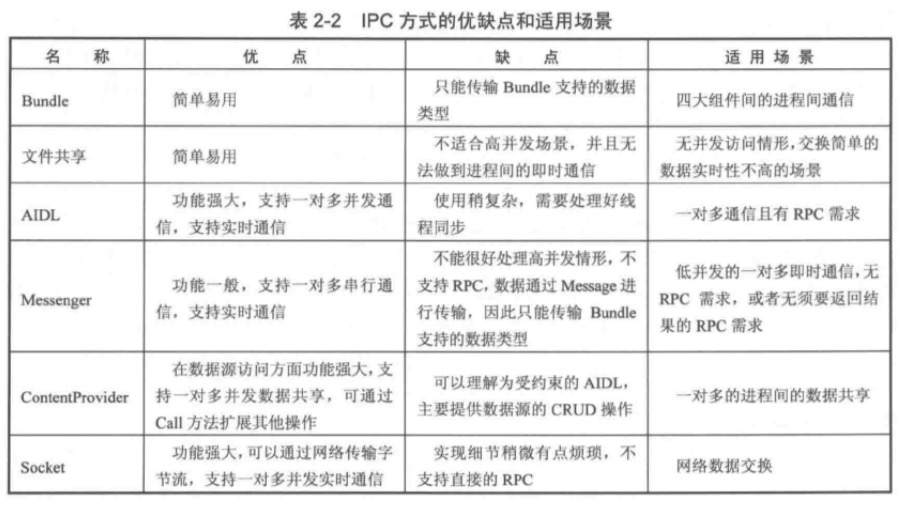 表 2-2 IPC 方式的优缺点和适用场景
名 称 优 点 缺 点 适 用 场 景
Bundle 简单易用 只能传输 Bundle 支持的数据
类型 四大组件间的进程间通信
文件共享 简单易用 不适合高并发场景，并且无
法做到进程间的即时通信 无并发访问情形，交换简单的
数据实时性不高的场景
AIDL 功能强大，支持一对多并发通
信，支持实时通信 使用稍复杂，需要处理好线
程同步 一对多通信且有 RPC 需求
Messenger 功能一般，支持一对多串行通
信，支持实时通信 不能很好处理高并发情形，不
支持 RPC，数据通过 Message 进
行传输，因此只能传输 Bundle
支持的数据类型 低并发的一对多即时通信，无
RPC 需求，或者无须要返回结
果的 RPC 需求
ContentProvider 在数据源访问方面功能强大，支
持一对多并发数据共享，可通过
Call 方法扩展其他操作 可以理解为受约束的 AIDL，
主要提供数据源的 CRUD 操作 一对多的进程间的数据共享
Socket 功能强大，可以通过网络传输字
节流，支持一对多并发实时通信 实现细节稍微有点烦琐，不
支持直接的 RPC 网络数据交换